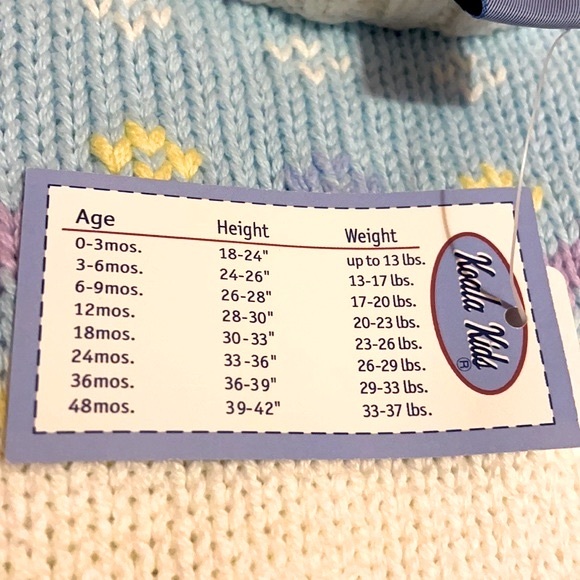 Age Height Weight
0-3mos. 18-24" up to 13 lbs.
3-6mos. 24-26" 13-17 lbs.
6-9mos. 26-28" 17-20 lbs.
12mos. 28-30" 20-23 lbs.
18mos. 30-33" 23-26 lbs.
24mos. 33-36" 26-29 lbs.
36mos. 36-39" 29-33 lbs.
48mos. 39-42" 33-37 lbs.
Koala Kids ®